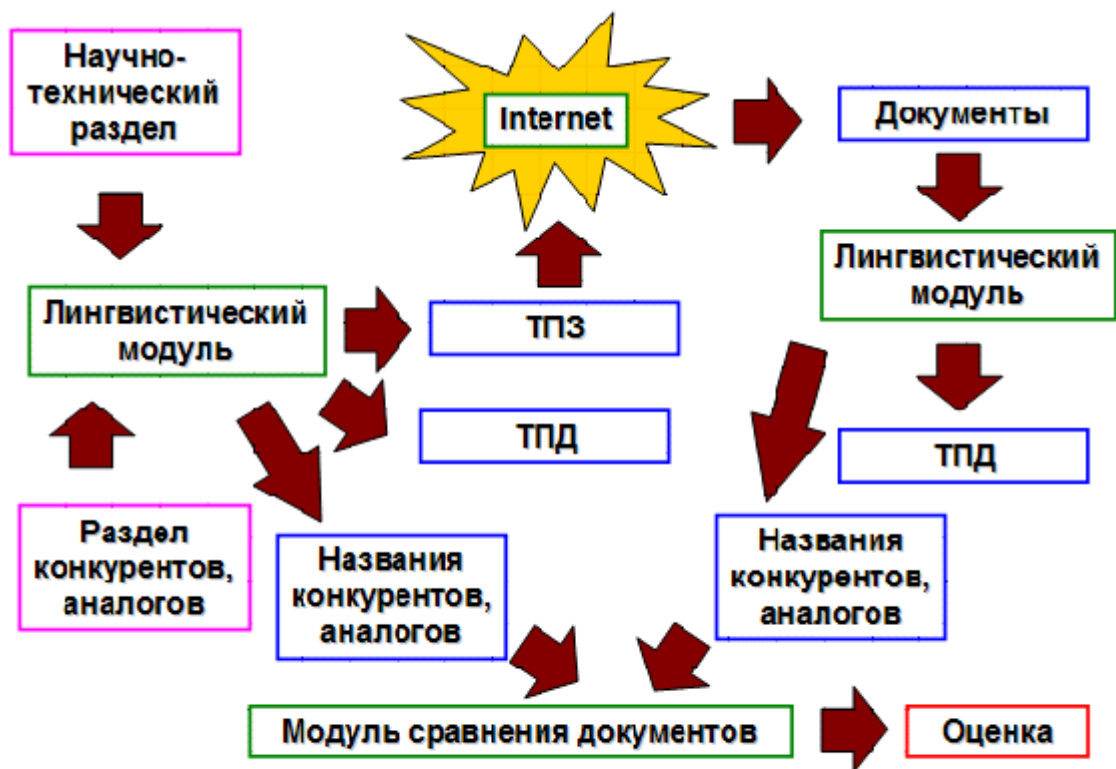 Научно-
технический
раздел
Internet
Документы
Лингвистический
модуль
Лингвистический
модуль
ТПЗ
ТПД
ТПД
Раздел
конкурентов,
аналогов
Названия
конкурентов,
аналогов
Названия
конкурентов,
аналогов
Модуль сравнения документов
Оценка